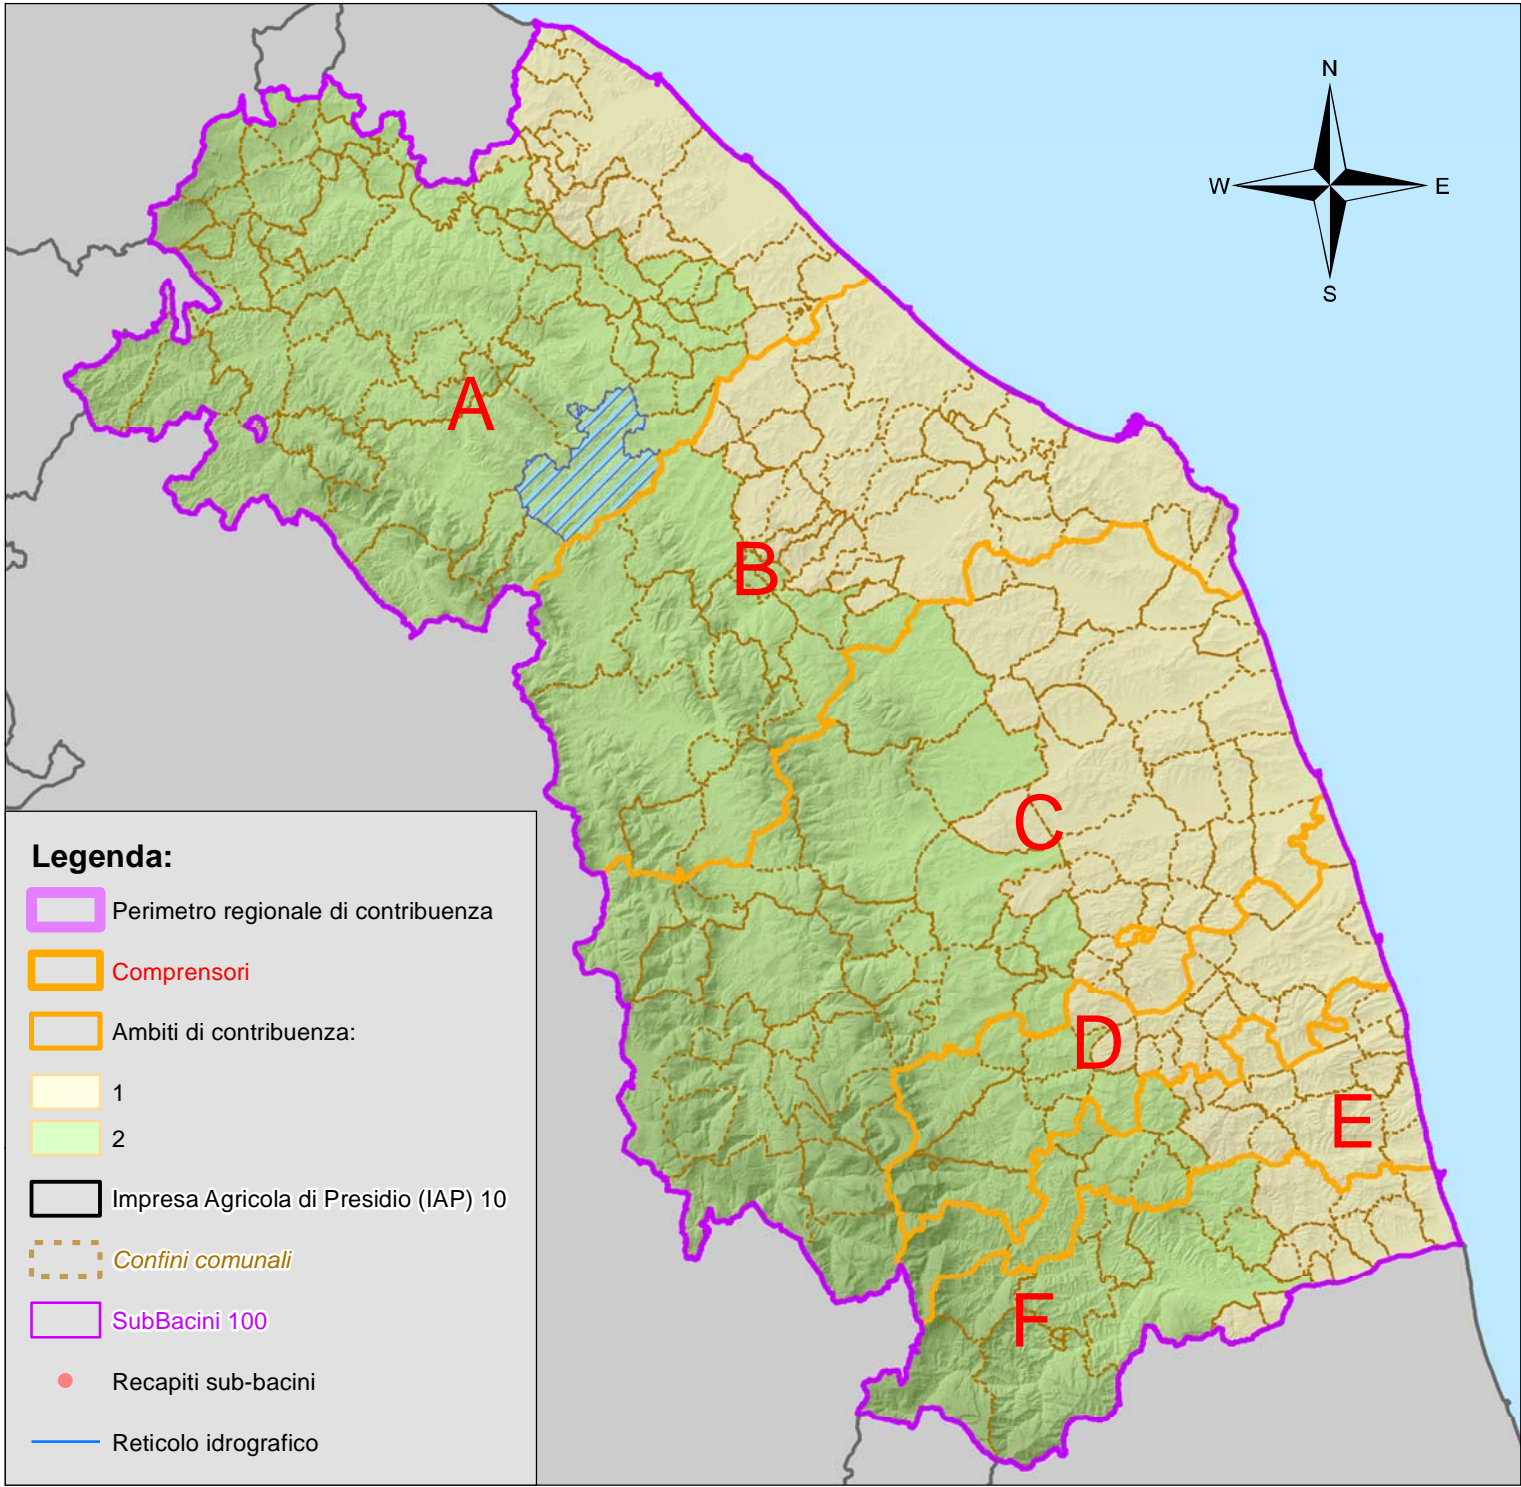 N
W E
S
A
B
C
D
E
F
Legenda:
Perimetro regionale di contribuenza
Comprensori
Ambiti di contribuenza:
1
2
Impresa Agricola di Presidio (IAP) 10
Confini comunali
SubBacini 100
Recapiti sub-bacini
Reticolo idrografico